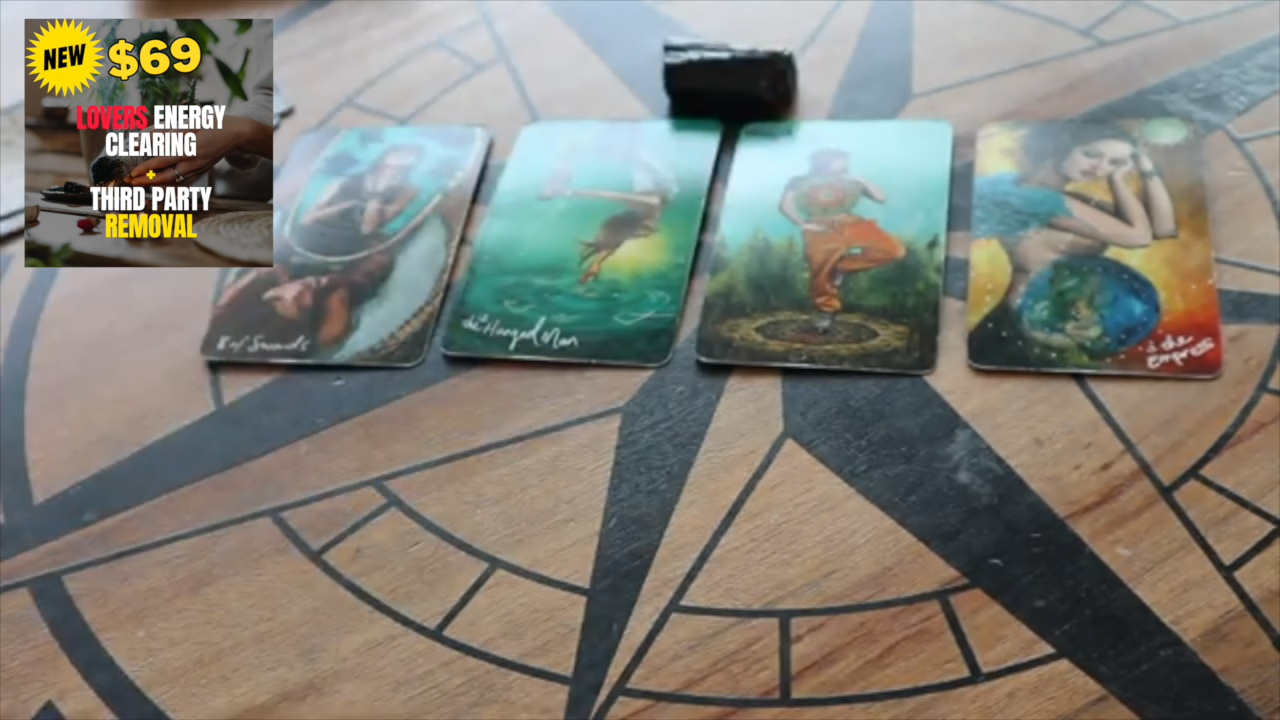 NEW $69
LOVERS ENERGY
CLEARING
+
THIRD PARTY
REMOVAL
8 of Swords
the Hanged Man
the
Empress